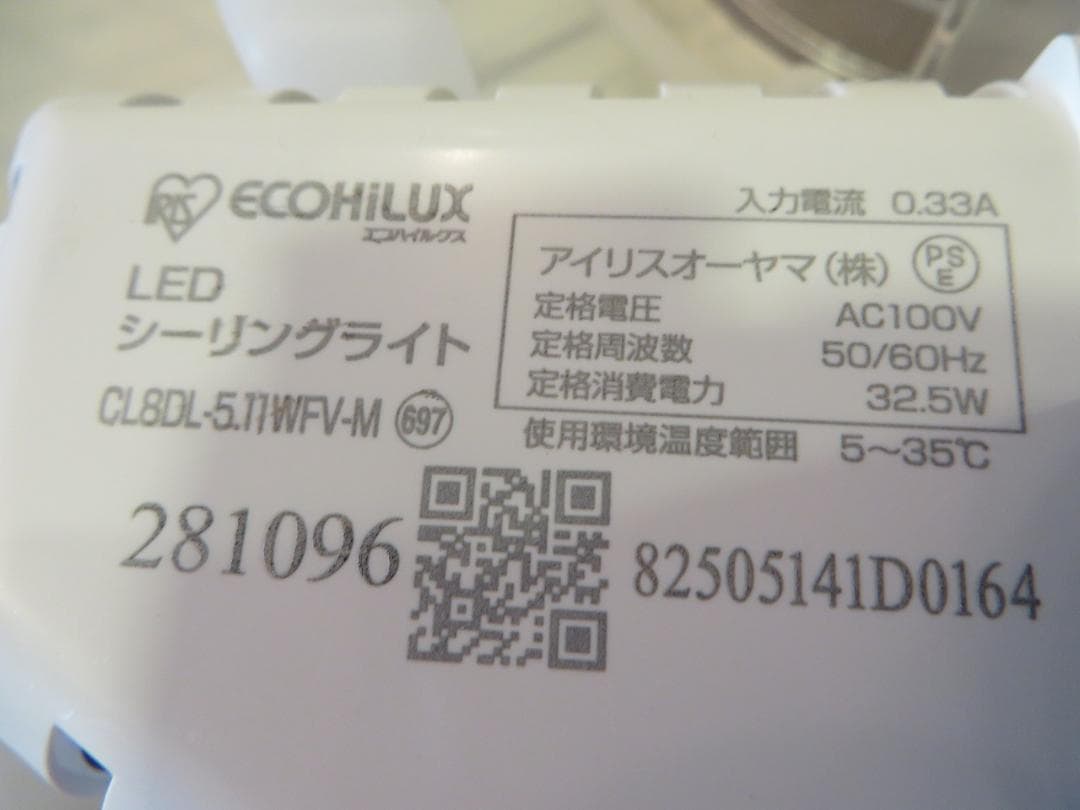 IRIS ECOHiLUX
エコハイルクス
LED
シーリングライト
CL8DL-5.11WFV-M 697
入力電流 0.33A
アイリスオーヤマ(株) PSE
定格電圧 AC100V
定格周波数 50/60Hz
定格消費電力 32.5W
使用環境温度範囲 5～35℃
281096
82505141D0164